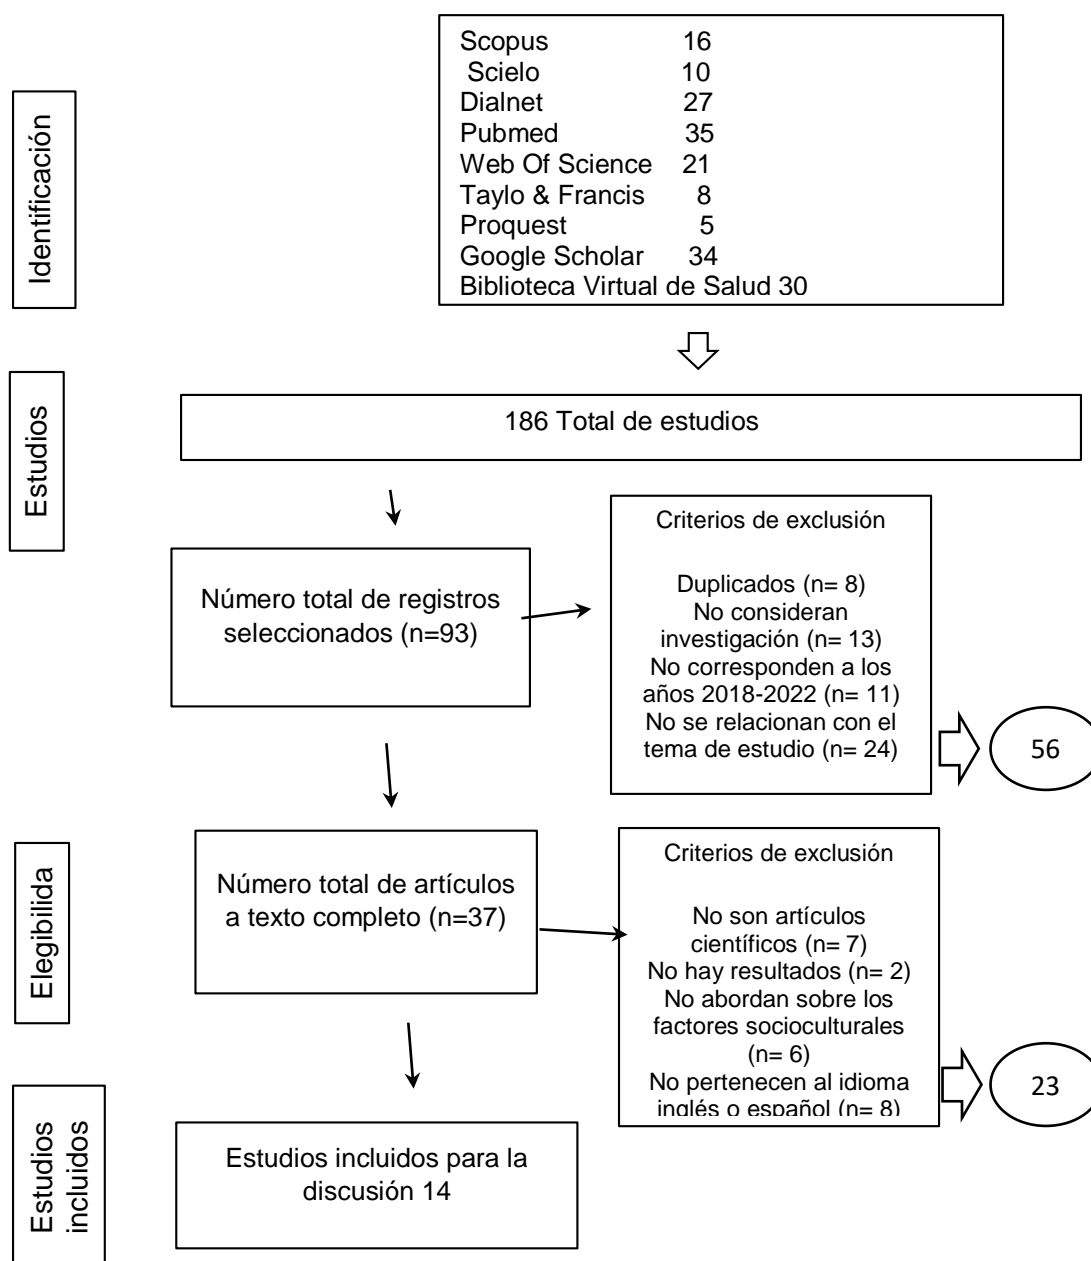 Identificación
Scopus 16
Scielo 10
Dialnet 27
Pubmed 35
Web Of Science 21
Taylo & Francis 8
Proquest 5
Google Scholar 34
Biblioteca Virtual de Salud 30
Estudios
186 Total de estudios
Número total de registros
seleccionados (n=93)
Criterios de exclusión
Duplicados (n= 8)
No consideran
investigación (n= 13)
No corresponden a los
años 2018-2022 (n= 11)
No se relacionan con el
tema de estudio (n= 24)
56
Elegibilida
Número total de artículos
a texto completo (n=37)
Criterios de exclusión
No son artículos
científicos (n= 7)
No hay resultados (n= 2)
No abordan sobre los
factores socioculturales
(n= 6)
No pertenecen al idioma
inglés o español (n= 8)
23
Estudios
incluidos
Estudios incluidos para la
discusión 14